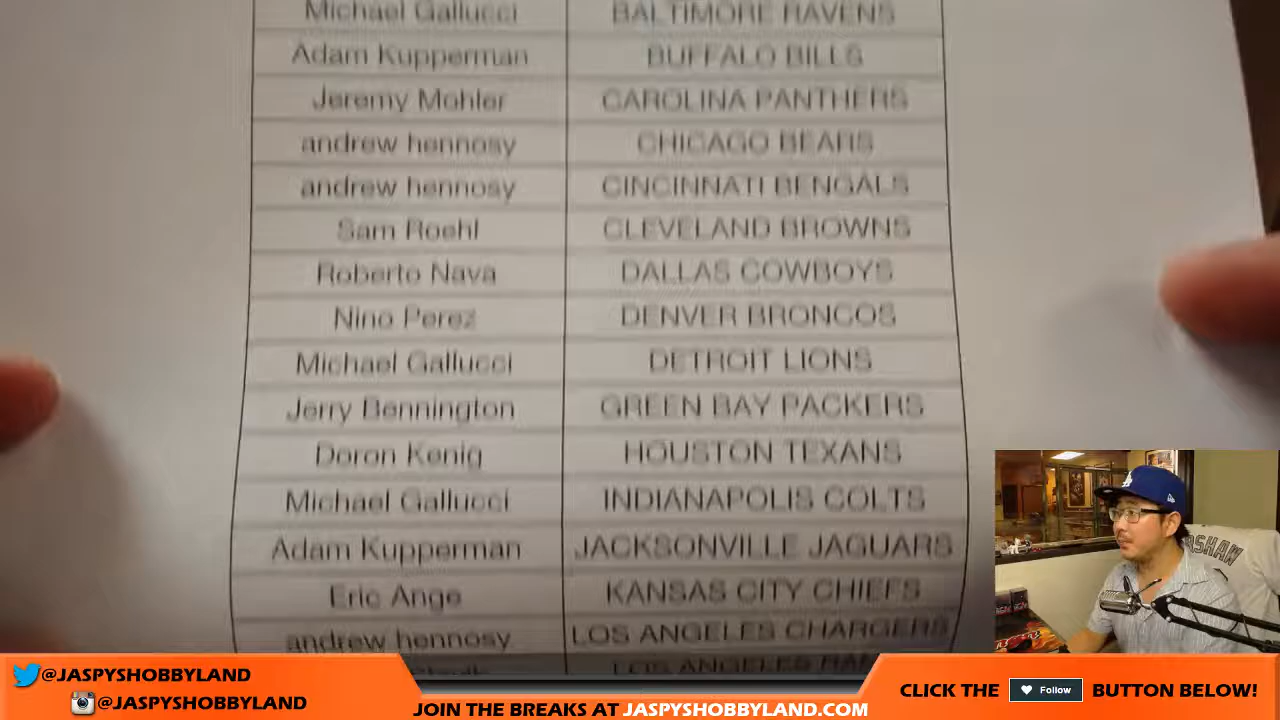 Michael Gallucci BALTIMORE RAVENS
Adam Kupperman BUFFALO BILLS
Jeremy Mohler CAROLINA PANTHERS
andrew hennosy CHICAGO BEARS
andrew hennosy CINCINNATI BENGALS
Sam Roehl CLEVELAND BROWNS
Roberto Nava DALLAS COWBOYS
Nino Perez DENVER BRONCOS
Michael Gallucci DETROIT LIONS
Jerry Bennington GREEN BAY PACKERS
Doron Kenig HOUSTON TEXANS
Michael Gallucci INDIANAPOLIS COLTS
Adam Kupperman JACKSONVILLE JAGUARS
Eric Ange KANSAS CITY CHIEFS
andrew hennosy LOS ANGELES CHARGERS
LOS ANGELES
@JASPYSHOBBYLAND
@JASPYSHOBBYLAND
JOIN THE BREAKS AT JASPYSHOBBYLAND.COM
CLICK THE Follow BUTTON BELOW!